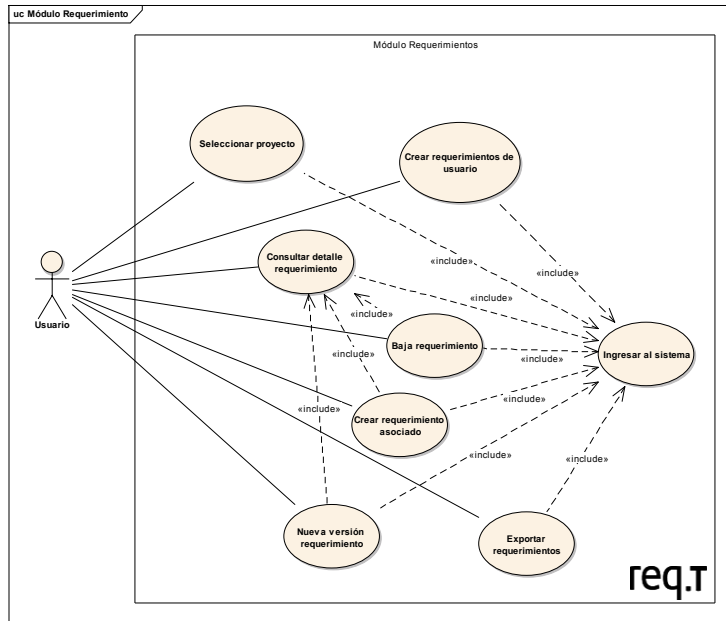 uc Módulo Requerimiento
Módulo Requerimientos
Seleccionar proyecto
Crear requerimientos de
usuario
Consultar detalle
requerimiento
«include»
«include»
«include»
Usuario
Baja requerimiento
«include»
«include»
Ingresar al sistema
«include»
Crear requerimiento
asociado
«include»
«include»
«include»
«include»
Nueva versión
requerimiento
Exportar
requerimientos
req.T